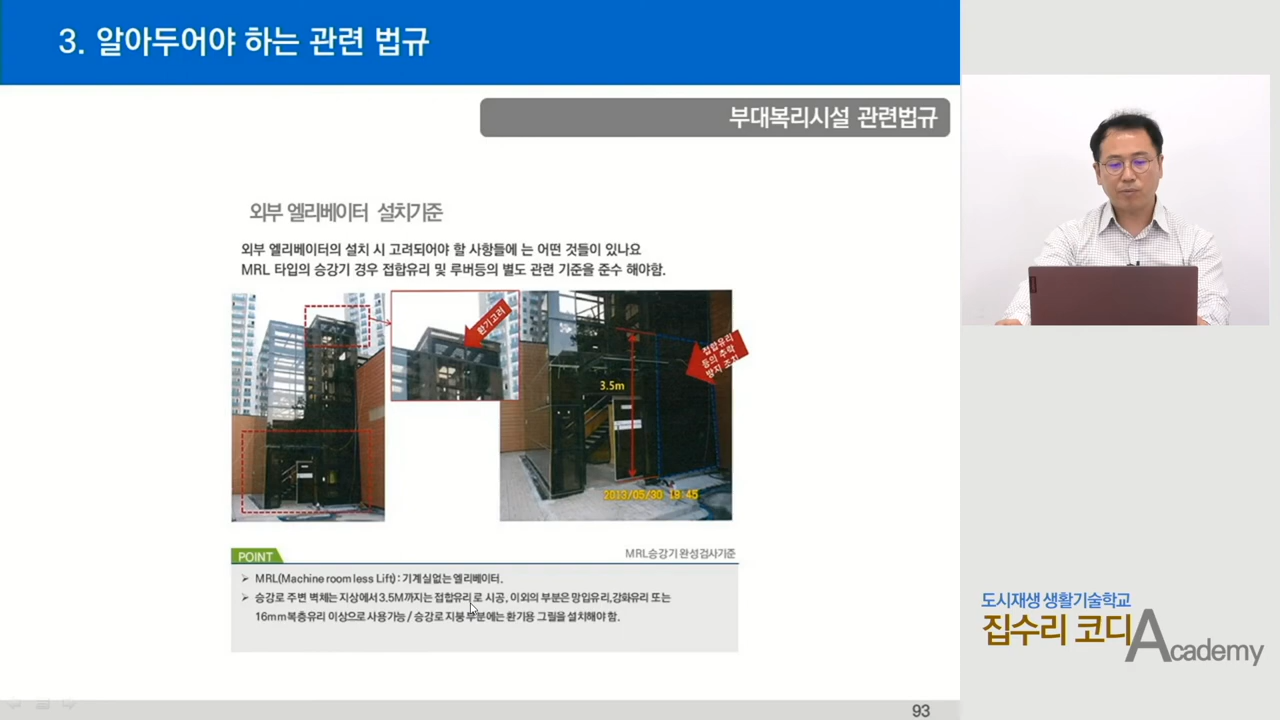 3. 알아두어야 하는 관련 법규
부대복리시설 관련법규
외부 엘리베이터 설치기준
외부 엘리베이터의 설치 시 고려되어야 할 사항들에 는 어떤 것들이 있나요
MRL 타입의 승강기 경우 접합유리 및 루버등의 별도 관련 기준을 준수 해야함.
환기고려
접합유리
등의 추락
방지 조치
3.5m
2013/05/30 18:45
POINT
MRL승강기 완성검사기준
➢ MRL(Machine room less Lift) : 기계실없는 엘리베이터.
➢ 승강로 주변 벽체는 지상에서 3.5M까지는 접합유리로 시공, 이외의 부분은 망입유리,강화유리 또는
16mm 복층유리 이상으로 사용가능 / 승강로 지붕 부분에는 환기용 그릴을 설치해야 함.
93
도시재생 생활기술학교
집수리 코디 Academy